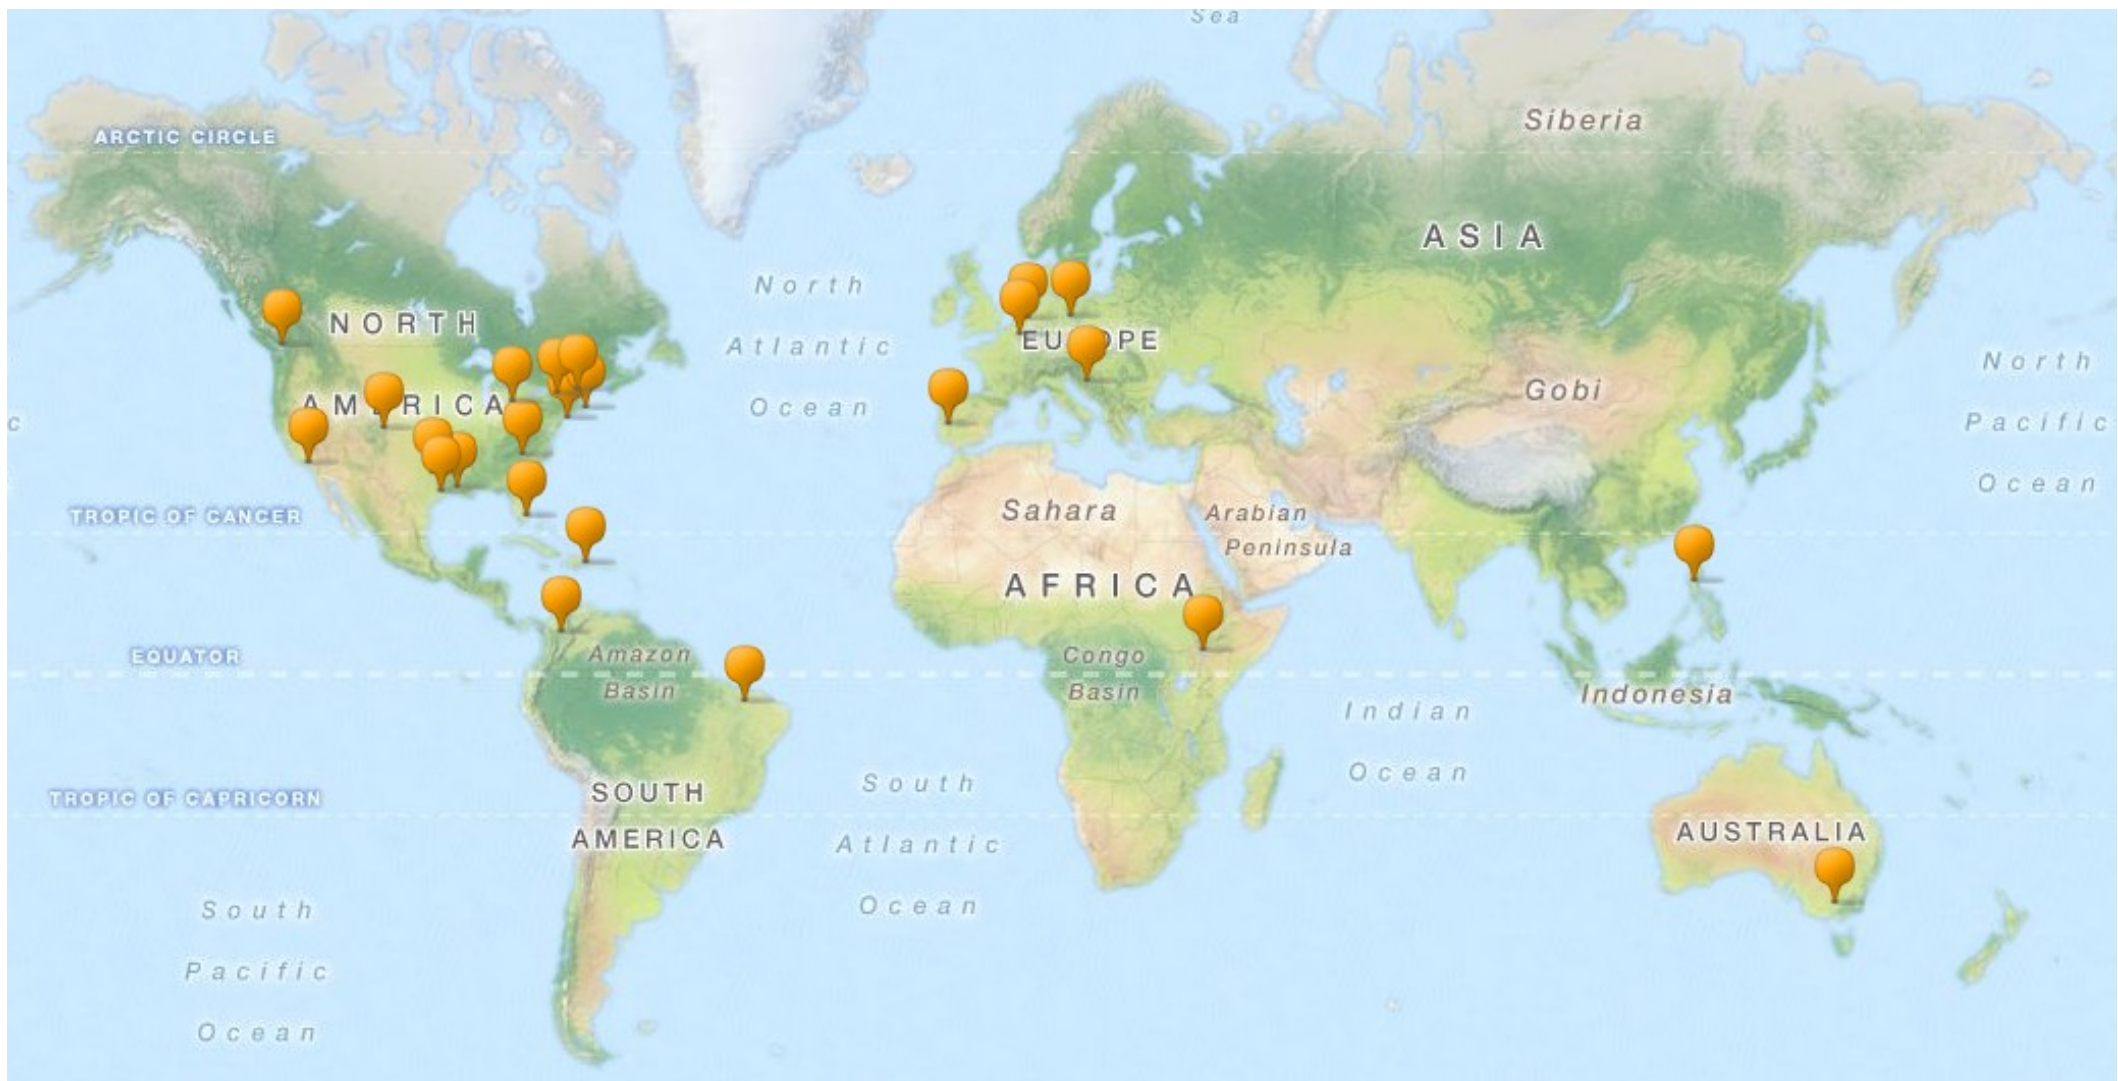 Sea
Siberia
ARCTIC CIRCLE
ASIA
North
Atlantic
Ocean
NORTH
AMERICA
EUROPE
Gobi
North
Pacific
Ocean
c
TROPIC OF CANCER
Sahara
Arabian
Peninsula
AFRICA
EQUATOR
Amazon
Basin
Congo
Basin
Indonesia
Indian
Ocean
TROPIC OF CAPRICORN
SOUTH
AMERICA
South
Atlantic
Ocean
AUSTRALIA
South
Pacific
Ocean